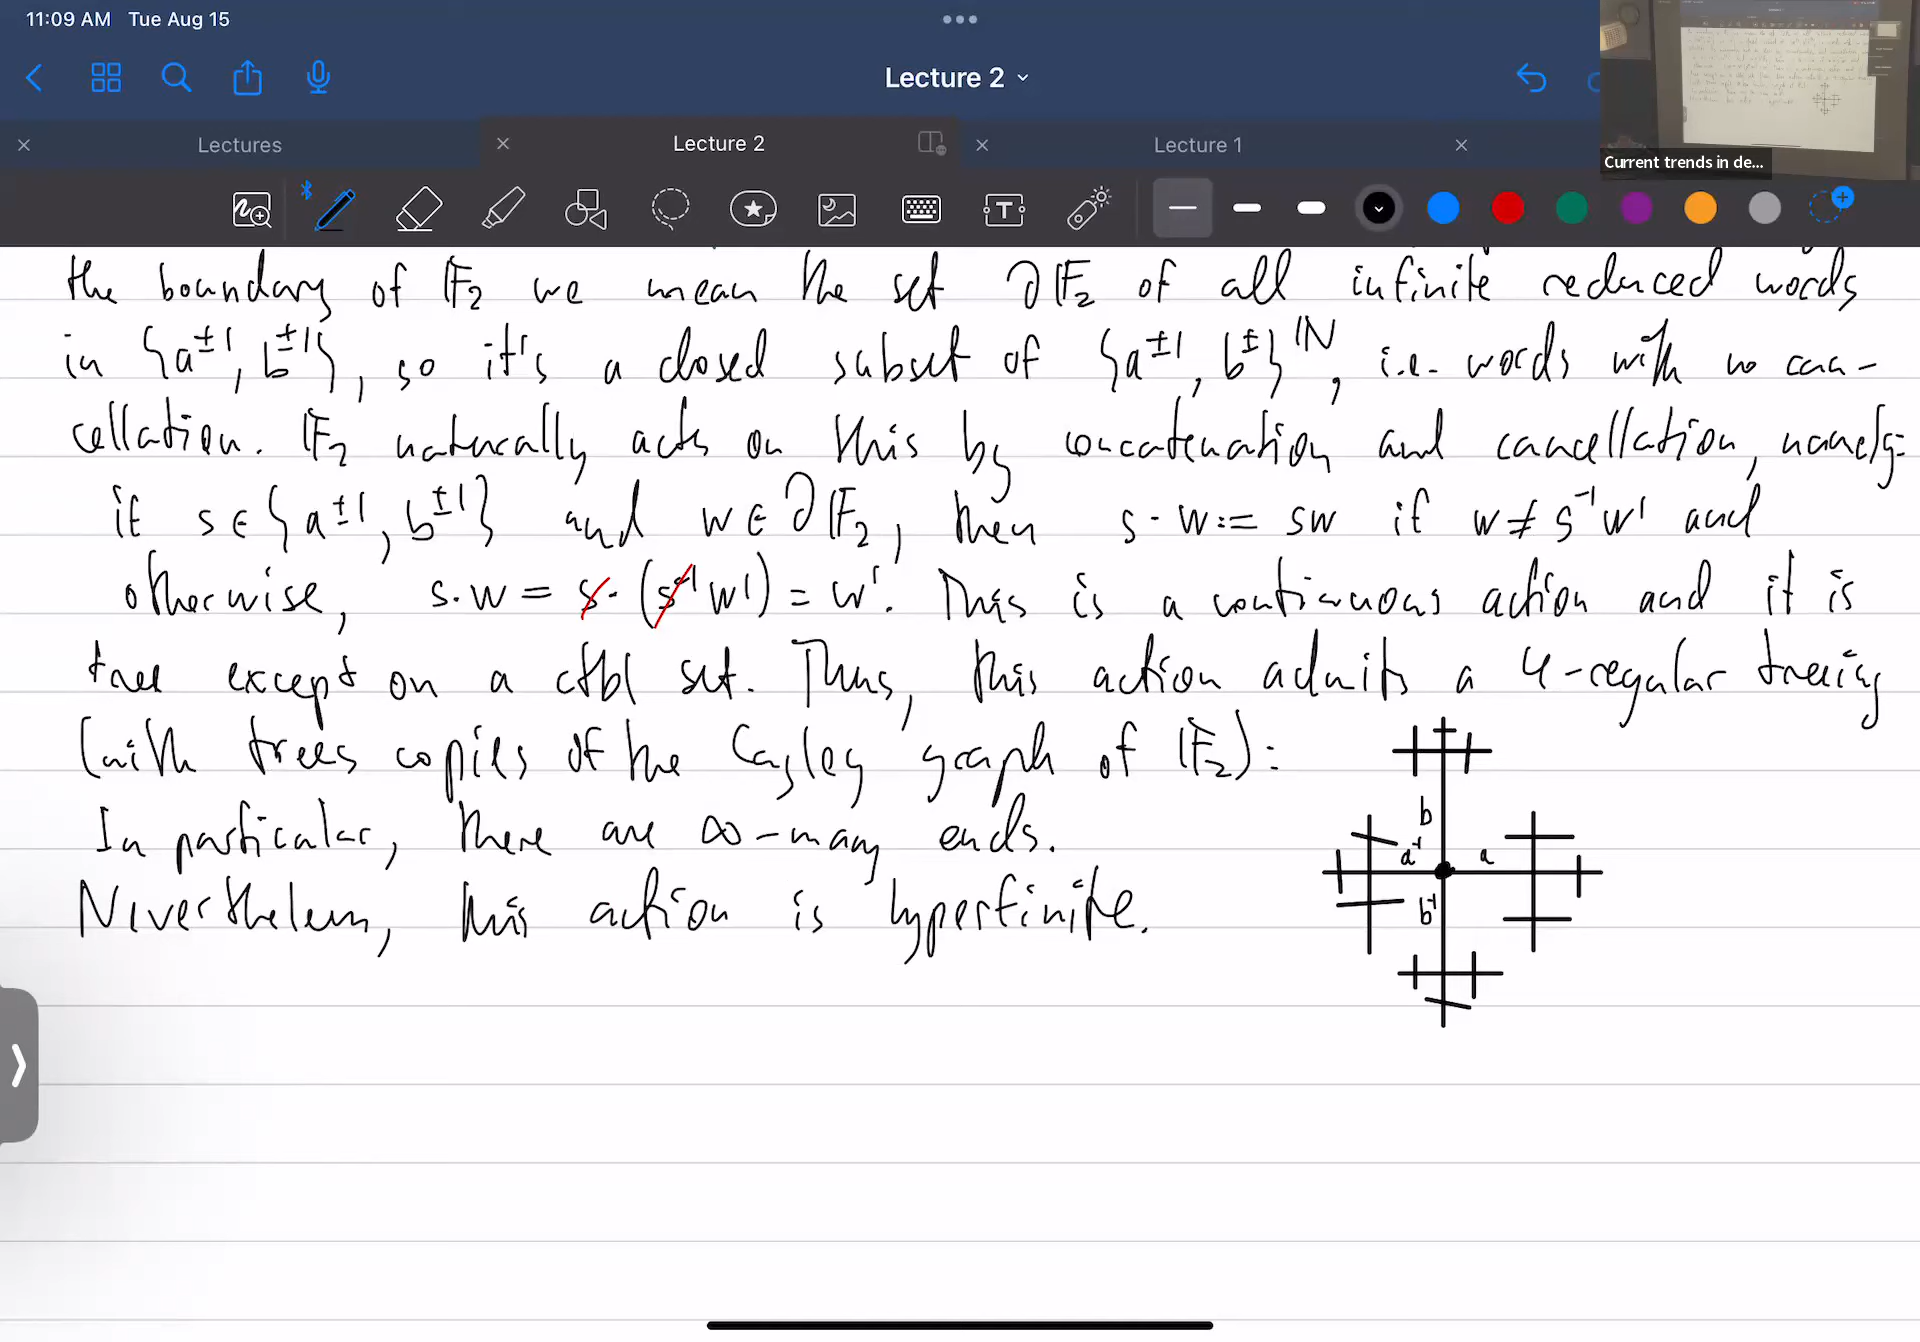 11:09 AM Tue Aug 15
Lecture 2
Lectures
Lecture 2
Lecture 1
Current trends in de...
the boundary of 𝔽₂ we mean the set ∂𝔽₂ of all infinite reduced words
in {a^±1, b^±1}, so it's a closed subset of {a^±1, b^±}^ℕ, i.e. words with no can-
cellation. 𝔽₂ naturally acts on this by concatenation and cancellation, namely:
if s ∈ {a^±1, b^±1} and w ∈ ∂𝔽₂, then s · w := sw if w ≠ s⁻¹w' and
otherwise, s · w = s · (s⁻¹ w') = w'. This is a continuous action and it is
free except on a ctbl set. Thus, this action admits a 4-regular treeing
(with trees copies of the Cayley graph of 𝔽₂):
In particular, there are ∞-many ends.
Nevertheless, this action is hyperfinite.
b
a⁻¹ a
b⁻¹